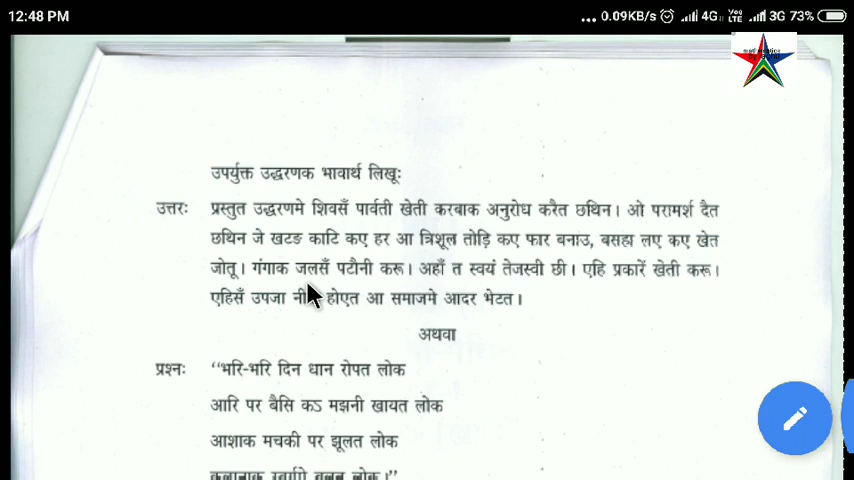 12:48 PM
... 0.09KB/s 4G VoLTE 3G 73%
उपर्युक्त उद्धरणक भावार्थ लिखूः
उत्तरः प्रस्तुत उद्धरणमे शिवसँ पार्वती खेती करबाक अनुरोध करैत छथिन। ओ परामर्श दैत
छथिन जे खटङ काटि कए हर आ त्रिशूल तोड़ि कए फार बनाउ, बसहा लए कए खेत
जोतू। गंगाक जलसँ पटौनी करू। अहाँ त स्वयं तेजस्वी छी। एहि प्रकारें खेती करू।
एहिसँ उपजा होएत आ समाजमे आदर भेटत।
अथवा
प्रश्नः “भरि-भरि दिन धान रोपत लोक
आरि पर बैसि कऽ मझनी खायत लोक
आशाक मचकी पर झूलत लोक
लोक।”